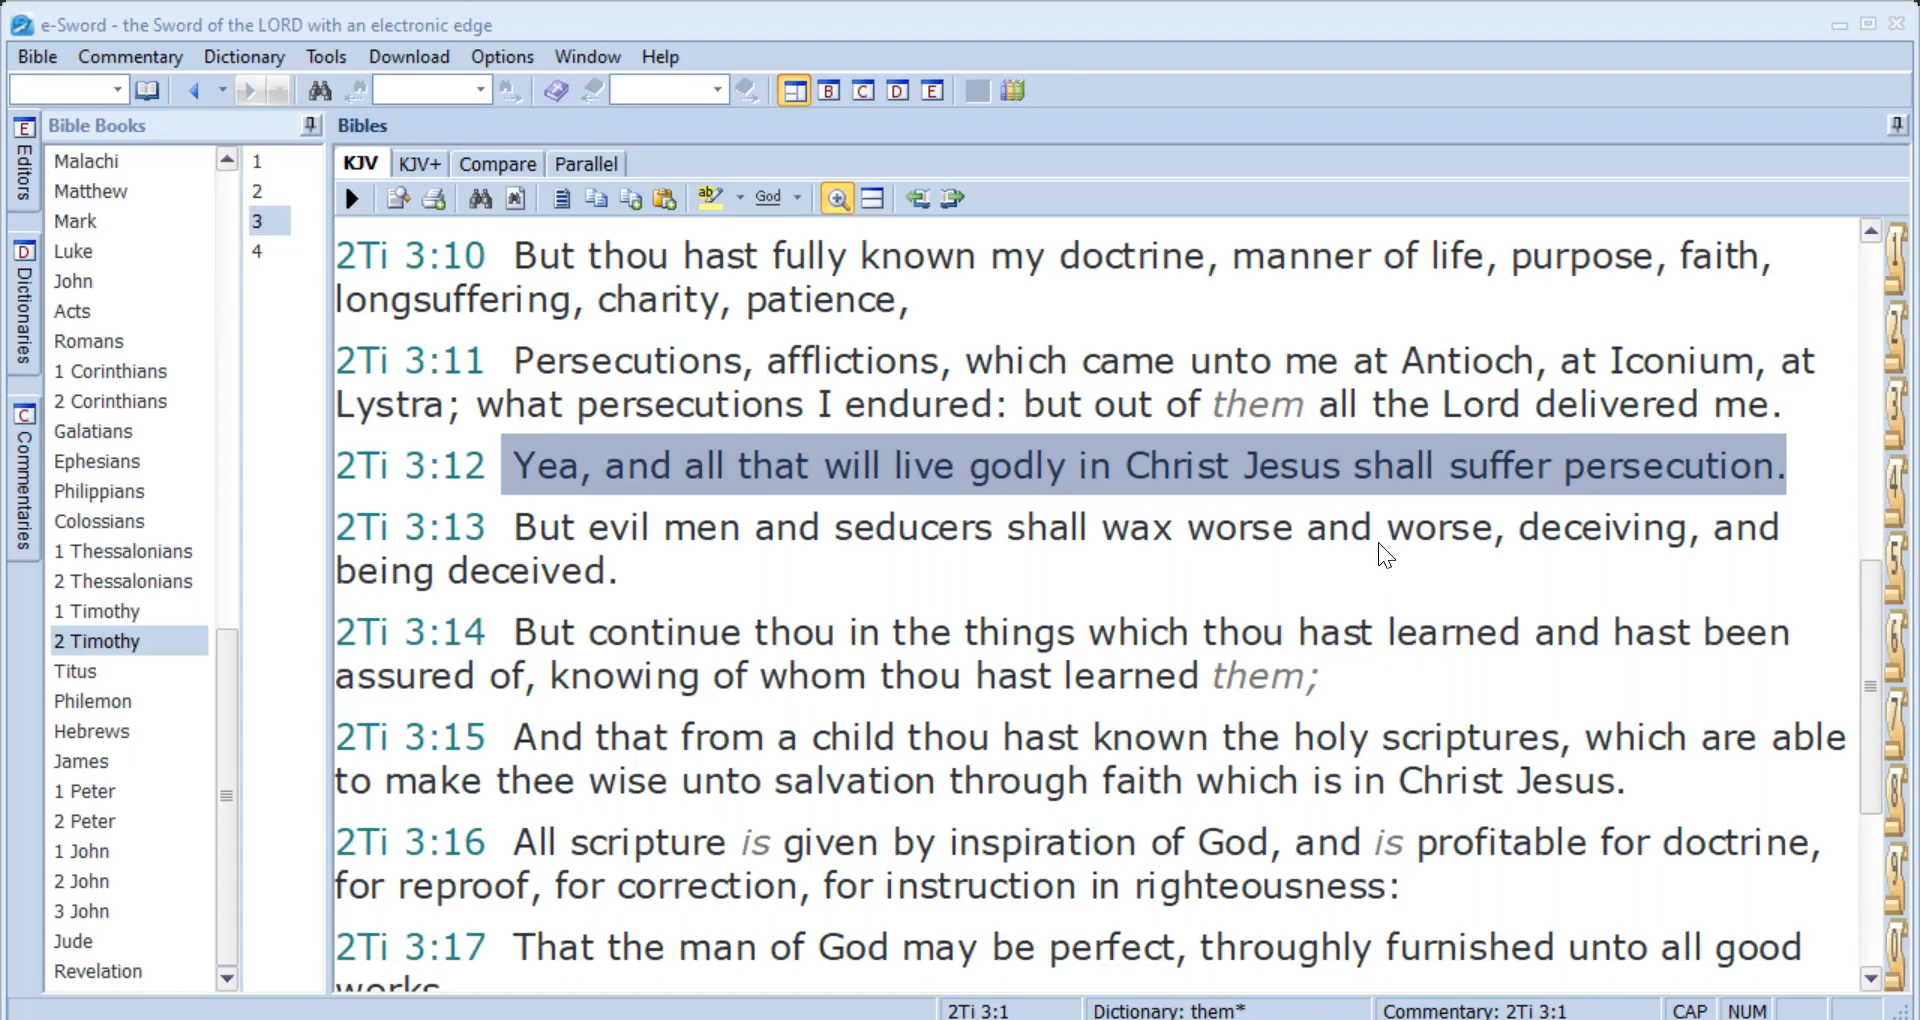 e-Sword - the Sword of the LORD with an electronic edge
Bible Commentary Dictionary Tools Download Options Window Help
B C D E
E Editors
D Dictionaries
C Commentaries
Bible Books
Malachi
Matthew
Mark
Luke
John
Acts
Romans
1 Corinthians
2 Corinthians
Galatians
Ephesians
Philippians
Colossians
1 Thessalonians
2 Thessalonians
1 Timothy
2 Timothy
Titus
Philemon
Hebrews
James
1 Peter
2 Peter
1 John
2 John
3 John
Jude
Revelation
1
2
3
4
Bibles
KJV KJV+ Compare Parallel
ab God
2Ti 3:10 But thou hast fully known my doctrine, manner of life, purpose, faith,
longsuffering, charity, patience,
2Ti 3:11 Persecutions, afflictions, which came unto me at Antioch, at Iconium, at
Lystra; what persecutions I endured: but out of them all the Lord delivered me.
2Ti 3:12 Yea, and all that will live godly in Christ Jesus shall suffer persecution.
2Ti 3:13 But evil men and seducers shall wax worse and worse, deceiving, and
being deceived.
2Ti 3:14 But continue thou in the things which thou hast learned and hast been
assured of, knowing of whom thou hast learned them;
2Ti 3:15 And that from a child thou hast known the holy scriptures, which are able
to make thee wise unto salvation through faith which is in Christ Jesus.
2Ti 3:16 All scripture is given by inspiration of God, and is profitable for doctrine,
for reproof, for correction, for instruction in righteousness:
2Ti 3:17 That the man of God may be perfect, throughly furnished unto all good
works.
1
2
3
4
5
6
7
8
9
0
2Ti 3:1 Dictionary: them* Commentary: 2Ti 3:1 CAP NUM